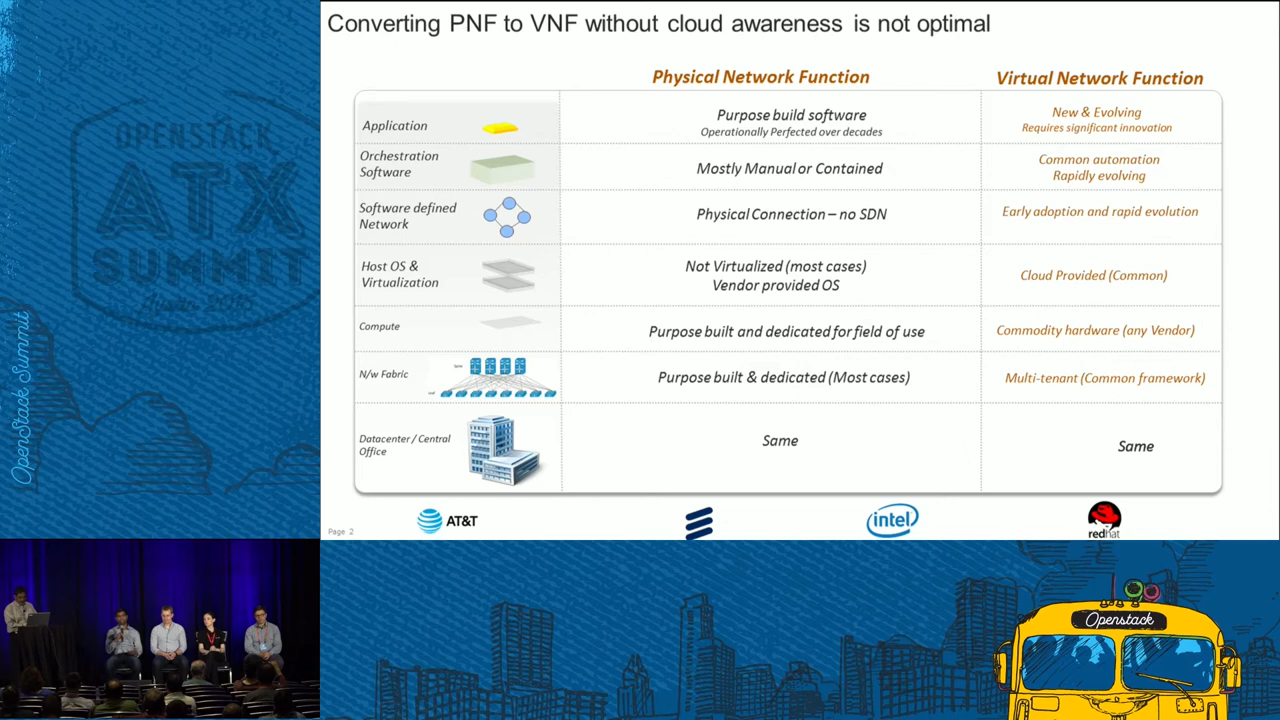 Converting PNF to VNF without cloud awareness is not optimal
Physical Network Function
Virtual Network Function
Application
Purpose build software
Operationally Perfected over decades
New & Evolving
Requires significant innovation
Orchestration
Software
Mostly Manual or Contained
Common automation
Rapidly evolving
Software defined
Network
Physical Connection – no SDN
Early adoption and rapid evolution
Host OS &
Virtualization
Not Virtualized (most cases)
Vendor provided OS
Cloud Provided (Common)
Compute
Purpose built and dedicated for field of use
Commodity hardware (any Vendor)
N/w Fabric
Purpose built & dedicated (Most cases)
Multi-tenant (Common framework)
Datacenter / Central
Office
Same
Same
Page 2
AT&T
intel
redhat
OPENSTACK
ATX
SUMMIT
OpenStack Summit
Openstack